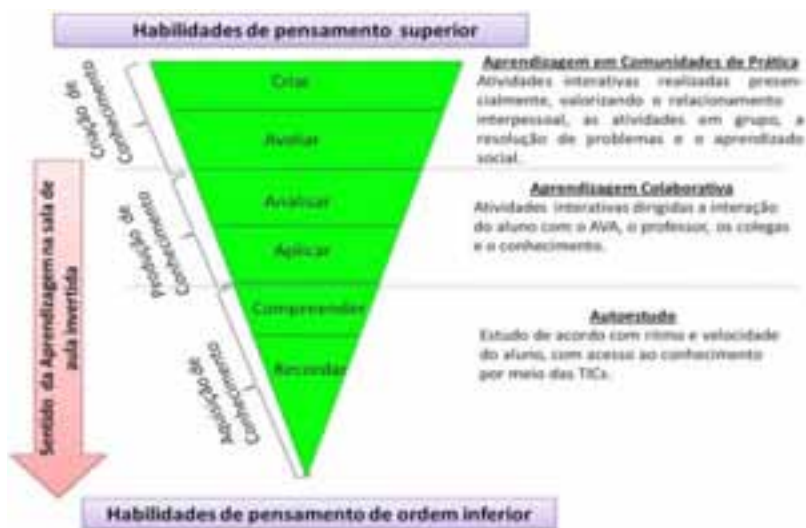 Habilidades de pensamento superior
Criação de
Conhecimento
Criar
Avaliar
Aprendizagem em Comunidades de Prática
Atividades interativas realizadas presen-
cialmente, valorizando o relacionamento
interpessoal, as atividades em grupo, a
resolução de problemas e o aprendizado
social.
Produção de
Conhecimento
Analisar
Aplicar
Aprendizagem Colaborativa
Atividades interativas dirigidas a interação
do aluno com o AVA, o professor, os colegas
e o conhecimento.
Aquisição de
Conhecimento
Compreender
Recordar
Autoestudo
Estudo de acordo com ritmo e velocidade
do aluno, com acesso ao conhecimento
por meio das TICs.
Sentido da Aprendizagem na sala de
aula invertida
Habilidades de pensamento de ordem inferior